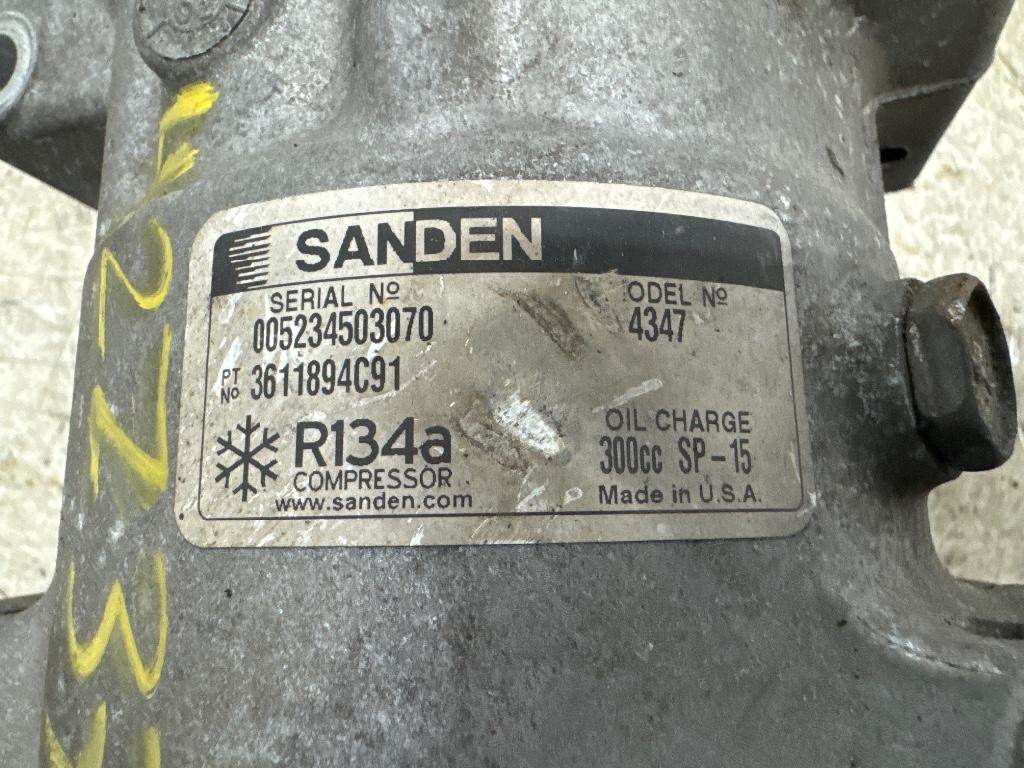 SANDEN
SERIAL Nº
005234503070
ODEL Nº
4347
PT Nº 3611894C91
R134a
COMPRESSOR
www.sanden.com
OIL CHARGE
300cc SP-15
Made in U.S.A.